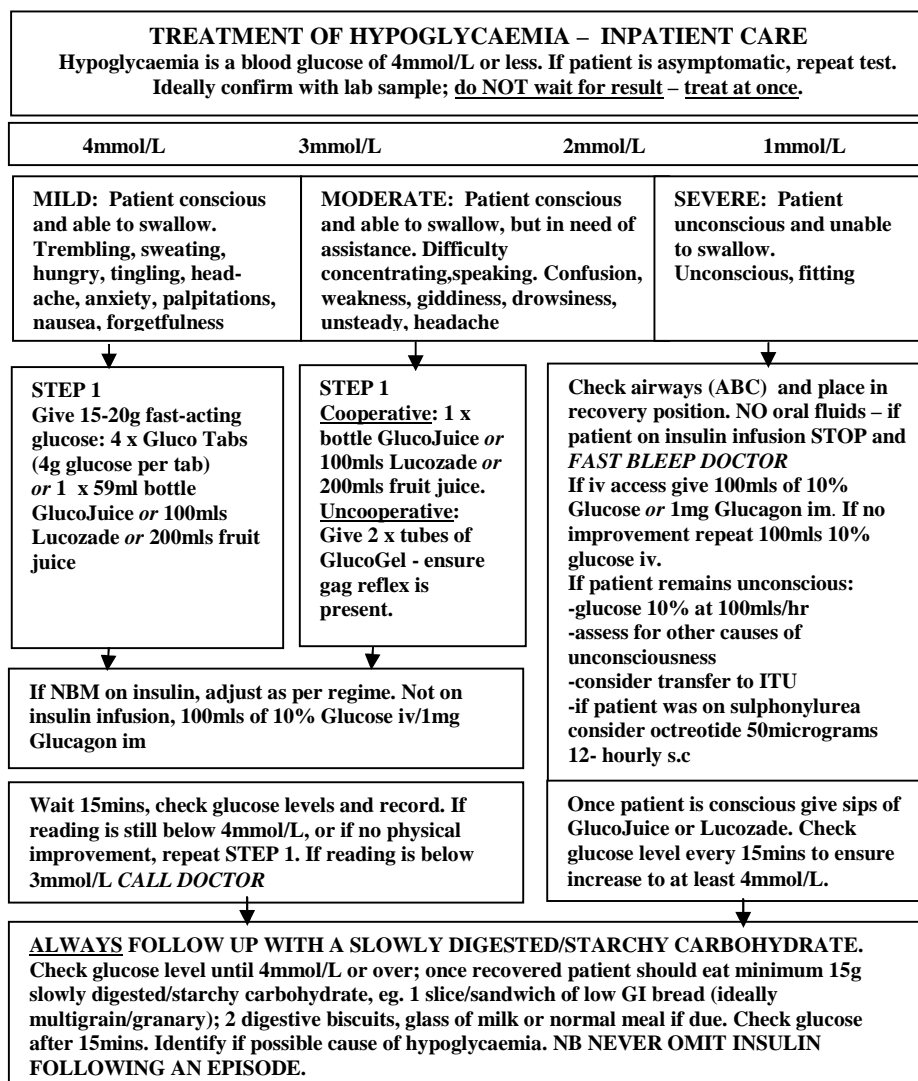 TREATMENT OF HYPOGLYCAEMIA – INPATIENT CARE
Hypoglycaemia is a blood glucose of 4mmol/L or less. If patient is asymptomatic, repeat test.
Ideally confirm with lab sample; do NOT wait for result – treat at once.
4mmol/L 3mmol/L 2mmol/L 1mmol/L
MILD: Patient conscious
and able to swallow.
Trembling, sweating,
hungry, tingling, head-
ache, anxiety, palpitations,
nausea, forgetfulness
MODERATE: Patient conscious
and able to swallow, but in need of
assistance. Difficulty
concentrating,speaking. Confusion,
weakness, giddiness, drowsiness,
unsteady, headache
SEVERE: Patient
unconscious and unable
to swallow.
Unconscious, fitting
STEP 1
Give 15-20g fast-acting
glucose: 4 x Gluco Tabs
(4g glucose per tab)
or 1 x 59ml bottle
GlucoJuice or 100mls
Lucozade or 200mls fruit
juice
STEP 1
Cooperative: 1 x
bottle GlucoJuice or
100mls Lucozade or
200mls fruit juice.
Uncooperative:
Give 2 x tubes of
GlucoGel - ensure
gag reflex is
present.
Check airways (ABC) and place in
recovery position. NO oral fluids – if
patient on insulin infusion STOP and
FAST BLEEP DOCTOR
If iv access give 100mls of 10%
Glucose or 1mg Glucagon im. If no
improvement repeat 100mls 10%
glucose iv.
If patient remains unconscious:
-glucose 10% at 100mls/hr
-assess for other causes of
unconsciousness
-consider transfer to ITU
-if patient was on sulphonylurea
consider octreotide 50micrograms
12- hourly s.c
If NBM on insulin, adjust as per regime. Not on
insulin infusion, 100mls of 10% Glucose iv/1mg
Glucagon im
Wait 15mins, check glucose levels and record. If
reading is still below 4mmol/L, or if no physical
improvement, repeat STEP 1. If reading is below
3mmol/L CALL DOCTOR
Once patient is conscious give sips of
GlucoJuice or Lucozade. Check
glucose level every 15mins to ensure
increase to at least 4mmol/L.
ALWAYS FOLLOW UP WITH A SLOWLY DIGESTED/STARCHY CARBOHYDRATE.
Check glucose level until 4mmol/L or over; once recovered patient should eat minimum 15g
slowly digested/starchy carbohydrate, eg. 1 slice/sandwich of low GI bread (ideally
multigrain/granary); 2 digestive biscuits, glass of milk or normal meal if due. Check glucose
after 15mins. Identify if possible cause of hypoglycaemia. NB NEVER OMIT INSULIN
FOLLOWING AN EPISODE.